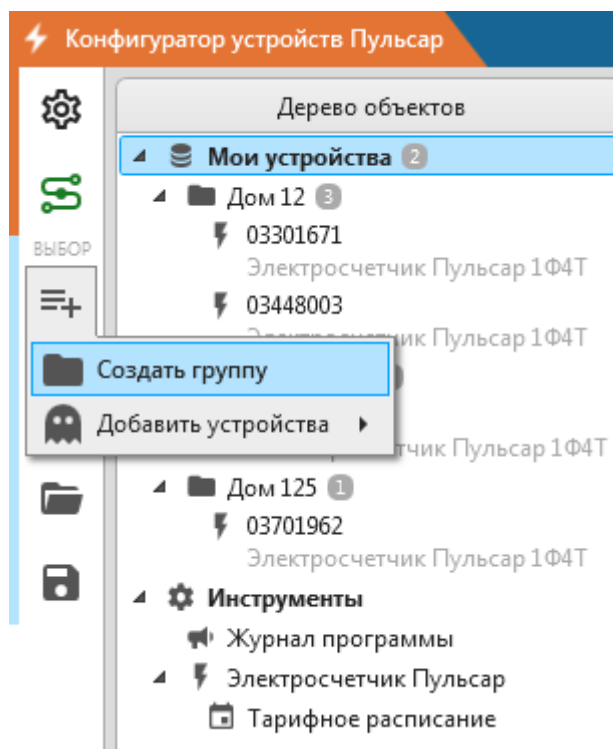 Конфигуратор устройств Пульсар
Дерево объектов
Мои устройства 2
ВЫБОР
Дом 12 3
03301671
Электросчетчик Пульсар 1Ф4Т
03448003
Пульсар 1Ф4Т
Создать группу
Добавить устройства
Пульсар 1Ф4Т
Дом 125 1
03701962
Электросчетчик Пульсар 1Ф4Т
Инструменты
Журнал программы
Электросчетчик Пульсар
Тарифное расписание